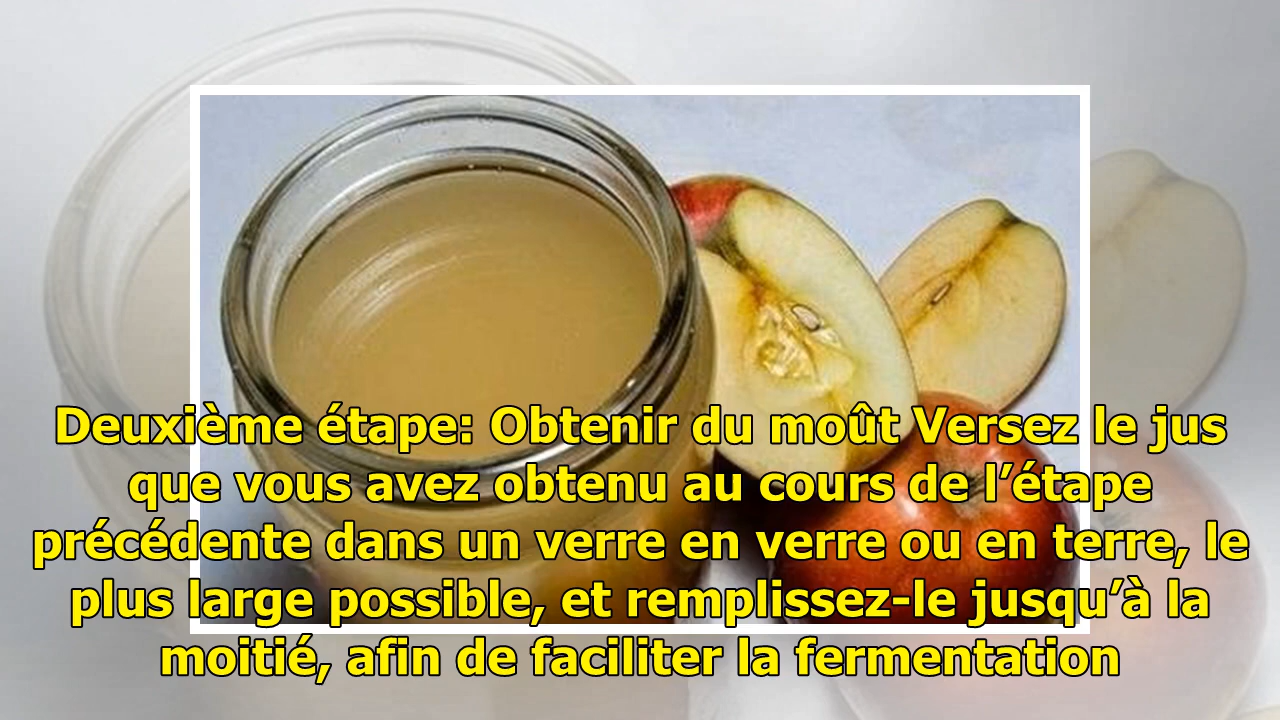 Deuxième étape: Obtenir du moût Versez le jus
que vous avez obtenu au cours de l’étape
précédente dans un verre en verre ou en terre, le
plus large possible, et remplissez-le jusqu’à la
moitié, afin de faciliter la fermentation